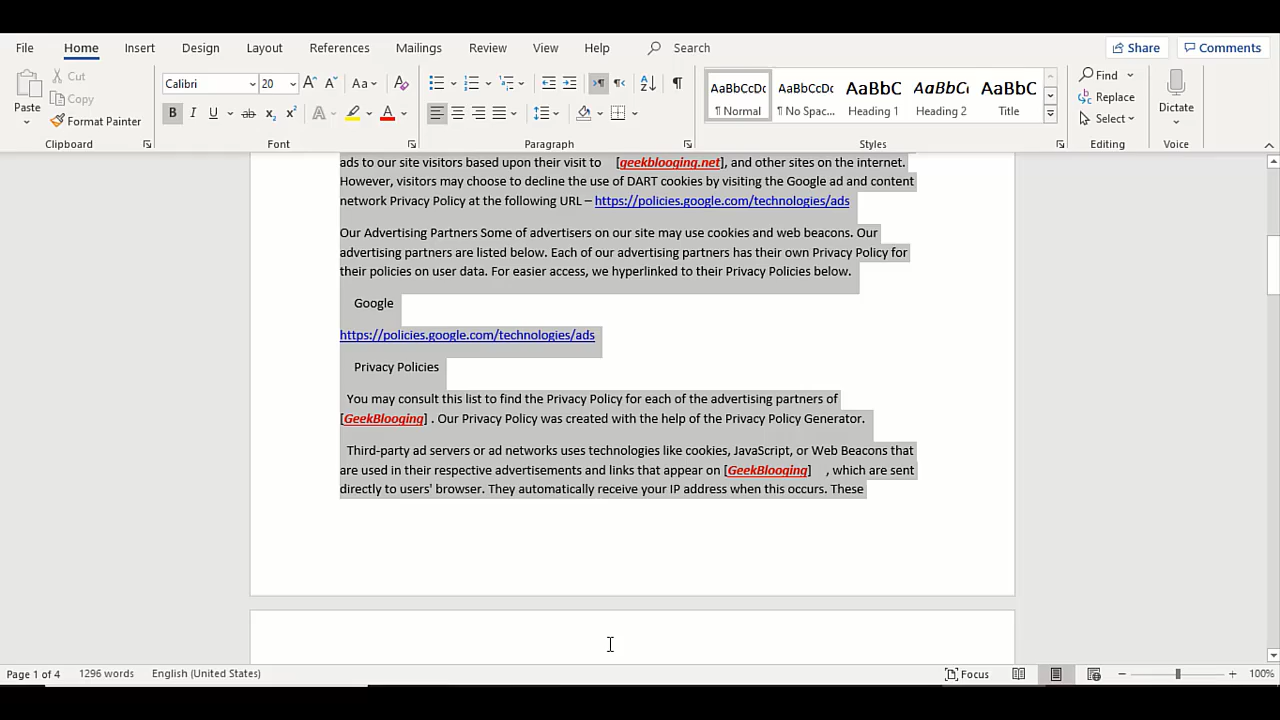 File Home Insert Design Layout References Mailings Review View Help Search Share Comments
Paste Cut Copy Format Painter
Calibri 20
AaBbCcDc AaBbCcDc AaBbC AaBbCc AaBbC
¶ Normal ¶ No Spac... Heading 1 Heading 2 Title
Find Replace Select
Dictate
Clipboard Font Paragraph Styles Editing Voice
ads to our site visitors based upon their visit to [geekblooging.net], and other sites on the internet.
However, visitors may choose to decline the use of DART cookies by visiting the Google ad and content
network Privacy Policy at the following URL – https://policies.google.com/technologies/ads
Our Advertising Partners Some of advertisers on our site may use cookies and web beacons. Our
advertising partners are listed below. Each of our advertising partners has their own Privacy Policy for
their policies on user data. For easier access, we hyperlinked to their Privacy Policies below.
Google
https://policies.google.com/technologies/ads
Privacy Policies
You may consult this list to find the Privacy Policy for each of the advertising partners of
[GeekBlooging] . Our Privacy Policy was created with the help of the Privacy Policy Generator.
Third-party ad servers or ad networks uses technologies like cookies, JavaScript, or Web Beacons that
are used in their respective advertisements and links that appear on [GeekBlooging] , which are sent
directly to users' browser. They automatically receive your IP address when this occurs. These
Page 1 of 4 1296 words English (United States) Focus 100%